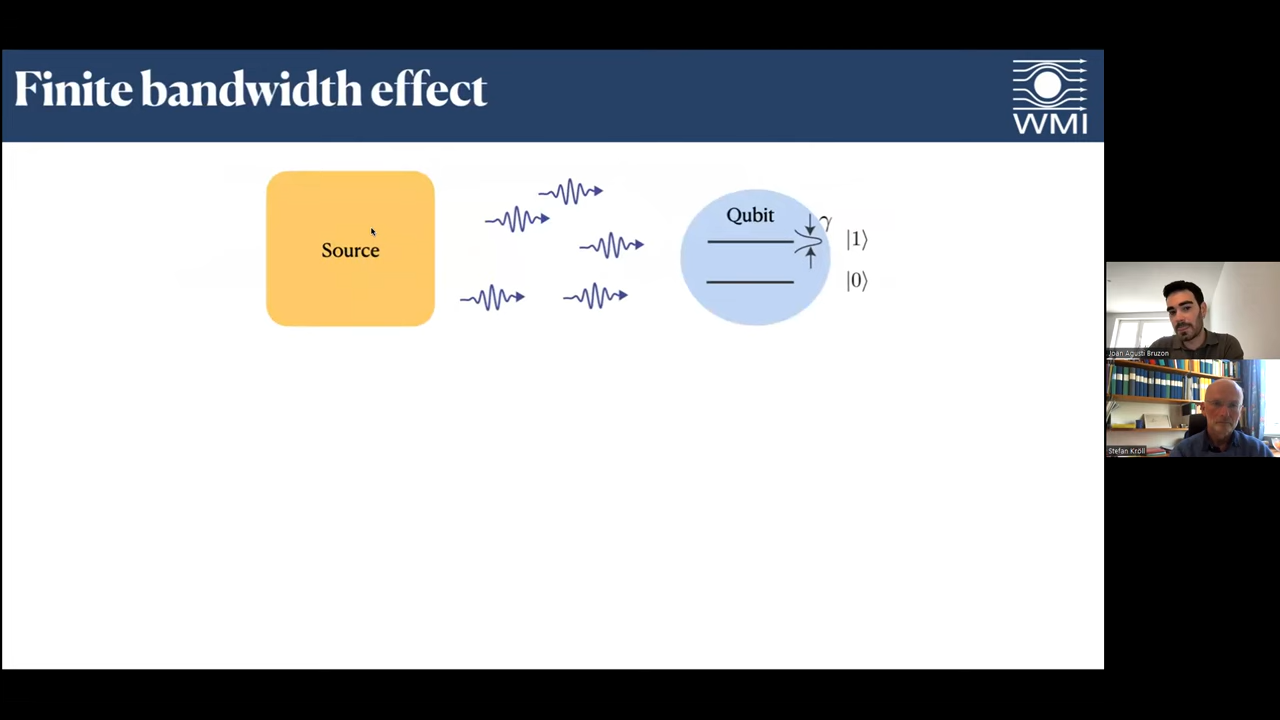 Finite bandwidth effect
WMI
Source
Qubit
γ
|1⟩
|0⟩
Joan Agustí Bruzon
Stefan Kröll